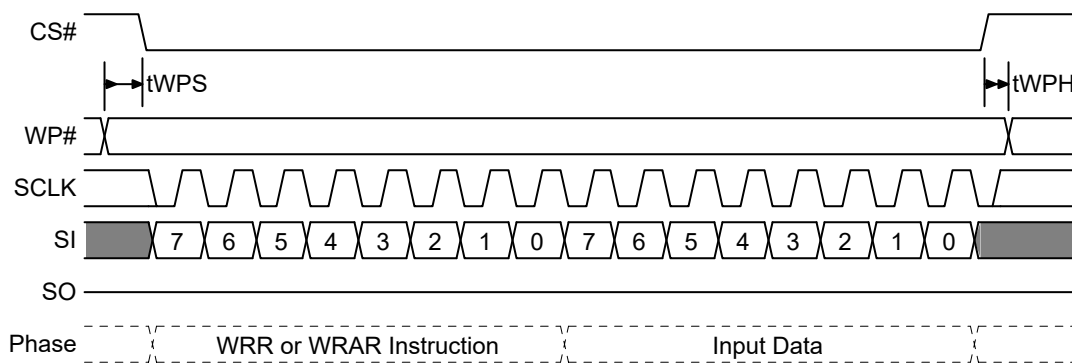 CS#
tWPS tWPH
WP#
SCLK
SI 7 6 5 4 3 2 1 0 7 6 5 4 3 2 1 0
SO
Phase WRR or WRAR Instruction Input Data